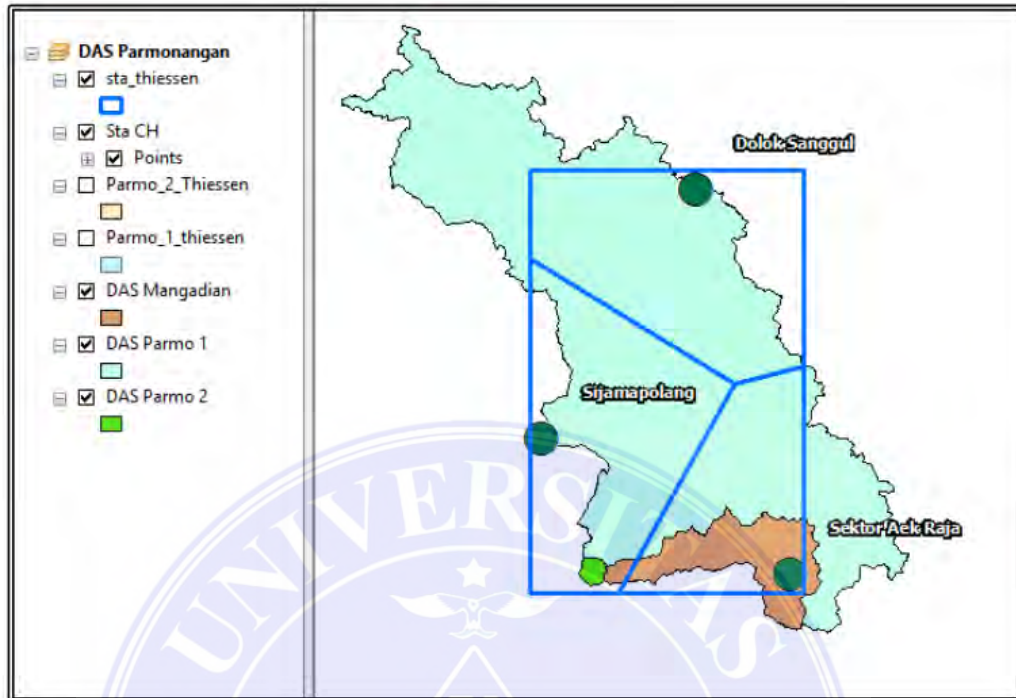 DAS Parmonangan
sta_thiessen
Sta CH
Points
Parmo_2_Thiessen
Parmo_1_thiessen
DAS Mangadian
DAS Parmo 1
DAS Parmo 2
Dolok Sanggul
Sijamapolang
Sektor Aek Raja
UNIVERSITAS